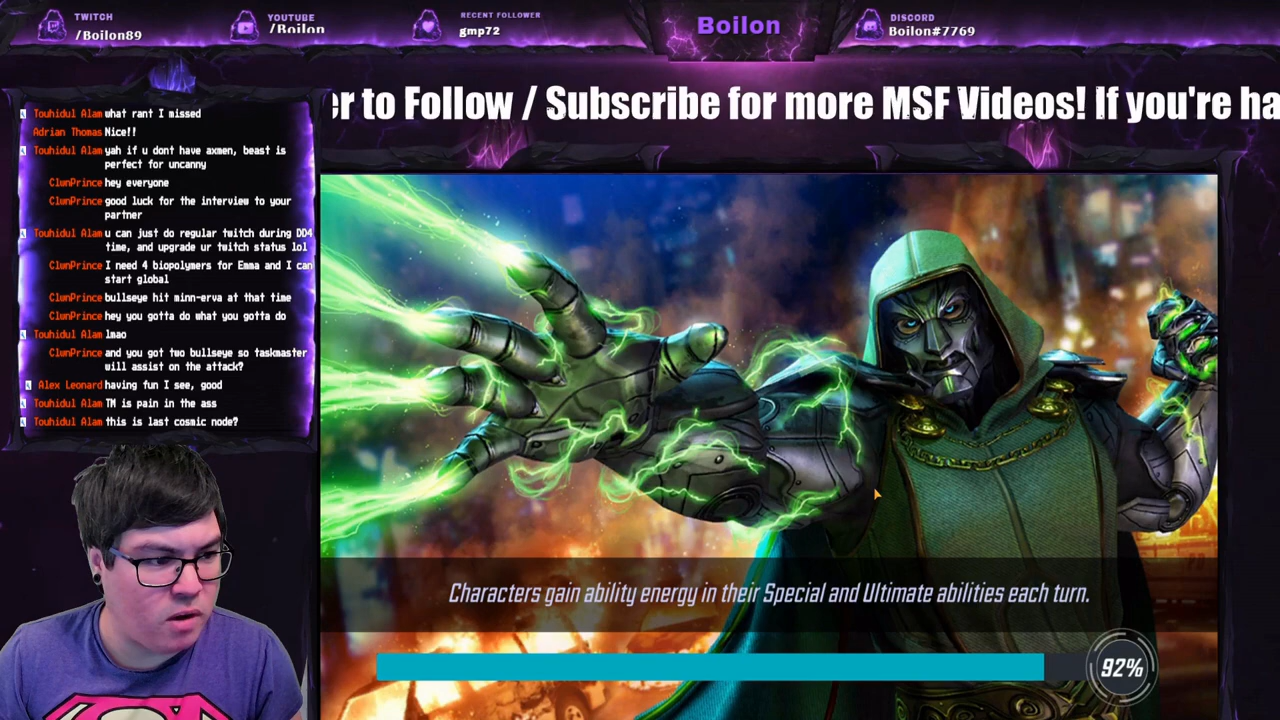 TWITCH
/Boilon89
YOUTUBE
/Boilon
RECENT FOLLOWER
gmp72
Boilon
DISCORD
Boilon#7769
er to Follow / Subscribe for more MSF Videos! If you're ha
Touhidul Alam what rant I missed
Adrian Thomas Nice!!
Touhidul Alam yah if u dont have axmen, beast is
perfect for uncanny
ClwnPrince hey everyone
ClwnPrince good luck for the interview to your
partner
Touhidul Alam u can just do regular twitch during DD4
time, and upgrade ur twitch status lol
ClwnPrince I need 4 biopolymers for Emma and I can
start global
ClwnPrince bullseye hit minn-erva at that time
ClwnPrince hey you gotta do what you gotta do
Touhidul Alam lmao
ClwnPrince and you got two bullseye so taskmaster
will assist on the attack?
Alex Leonard having fun I see, good
Touhidul Alam TM is pain in the ass
Touhidul Alam this is last cosmic node?
Characters gain ability energy in their Special and Ultimate abilities each turn.
92%